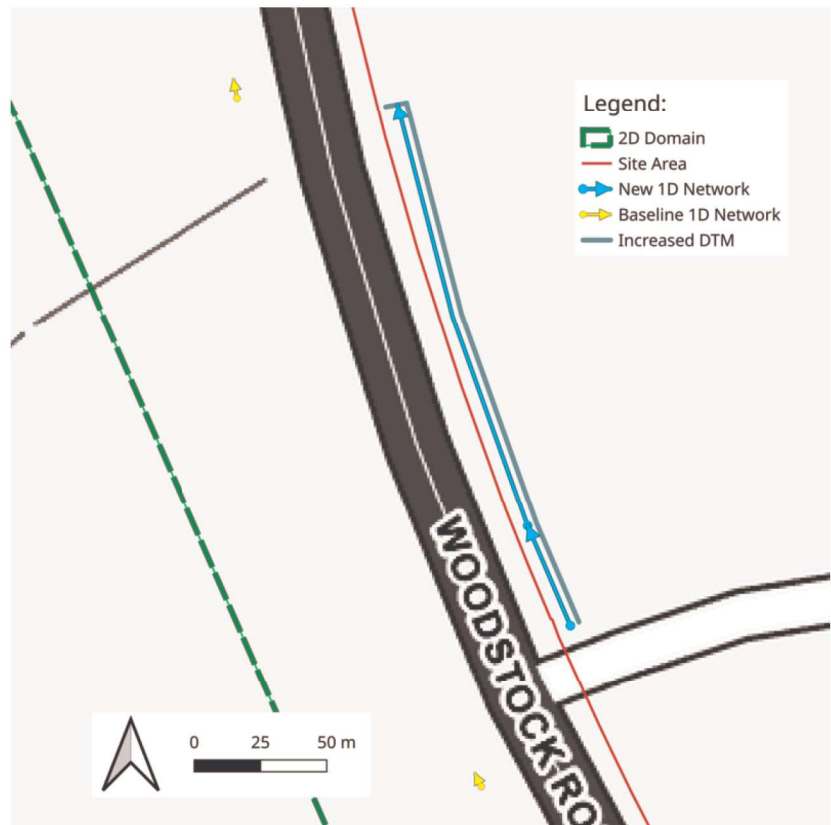 Legend:
2D Domain
Site Area
New 1D Network
Baseline 1D Network
Increased DTM
WOODSTOCK RO
0 25 50 m